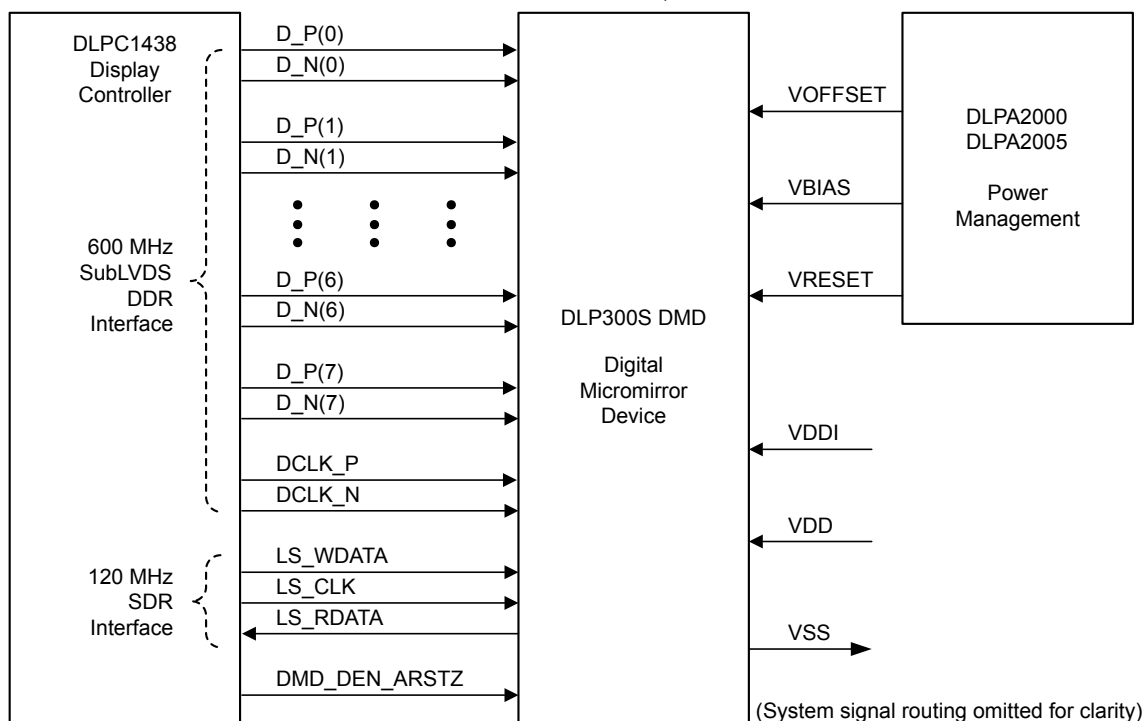 DLPC1438
Display
Controller
600 MHz
SubLVDS
DDR
Interface
120 MHz
SDR
Interface
D_P(0)
D_N(0)
D_P(1)
D_N(1)
D_P(6)
D_N(6)
D_P(7)
D_N(7)
DCLK_P
DCLK_N
LS_WDATA
LS_CLK
LS_RDATA
DMD_DEN_ARSTZ
DLP300S DMD
Digital
Micromirror
Device
VOFFSET
VBIAS
VRESET
VDDI
VDD
VSS
DLPA2000
DLPA2005
Power
Management
(System signal routing omitted for clarity)